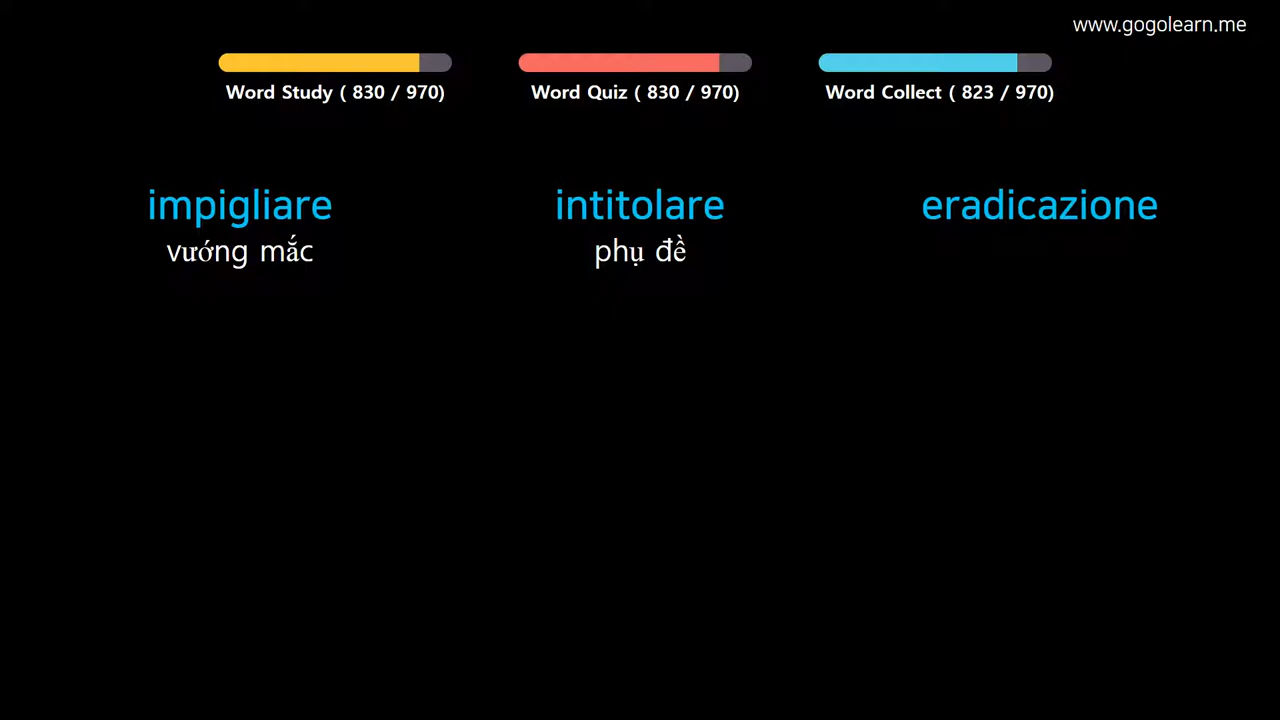 www.gogolearn.me
Word Study ( 830 / 970)
Word Quiz ( 830 / 970)
Word Collect ( 823 / 970)
impigliare
vướng mắc
intitolare
phụ đề
eradicazione